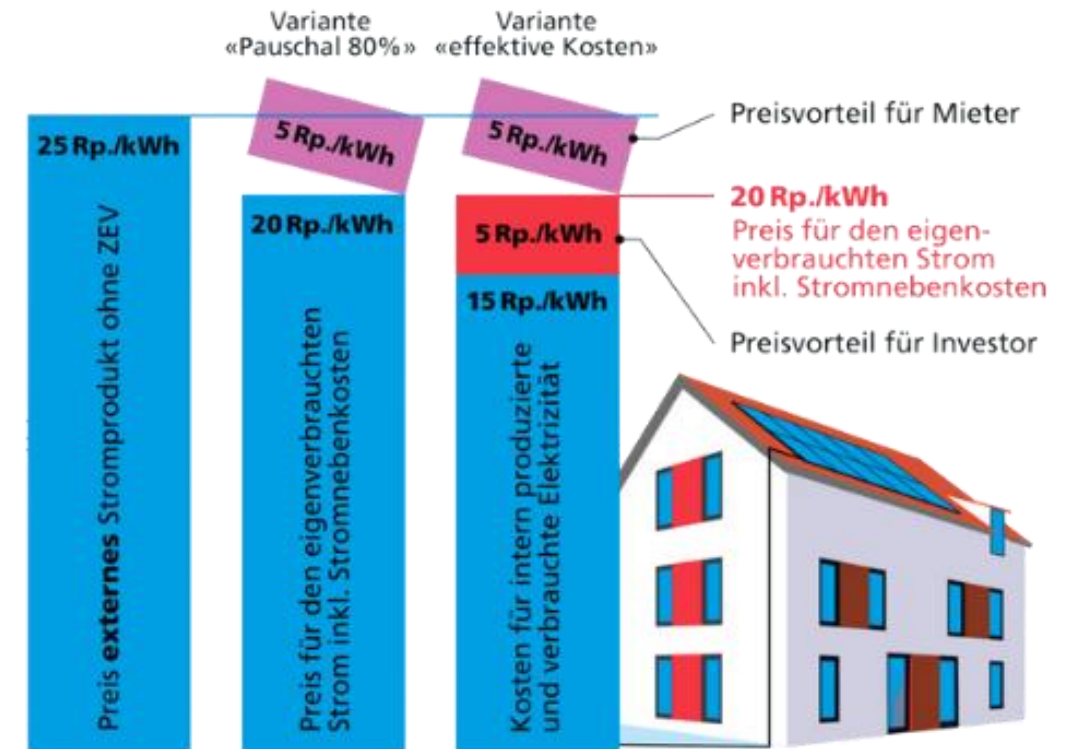 Variante
«Pauschal 80%»
Variante
«effektive Kosten»
25 Rp./kWh
Preis externes Stromprodukt ohne ZEV
5 Rp./kWh
20 Rp./kWh
Preis für den eigenverbrauchten
Strom inkl. Stromnebenkosten
5 Rp./kWh
5 Rp./kWh
15 Rp./kWh
Kosten für intern produzierte
und verbrauchte Elektrizität
Preisvorteil für Mieter
20 Rp./kWh
Preis für den eigen-
verbrauchten Strom
inkl. Stromnebenkosten
Preisvorteil für Investor